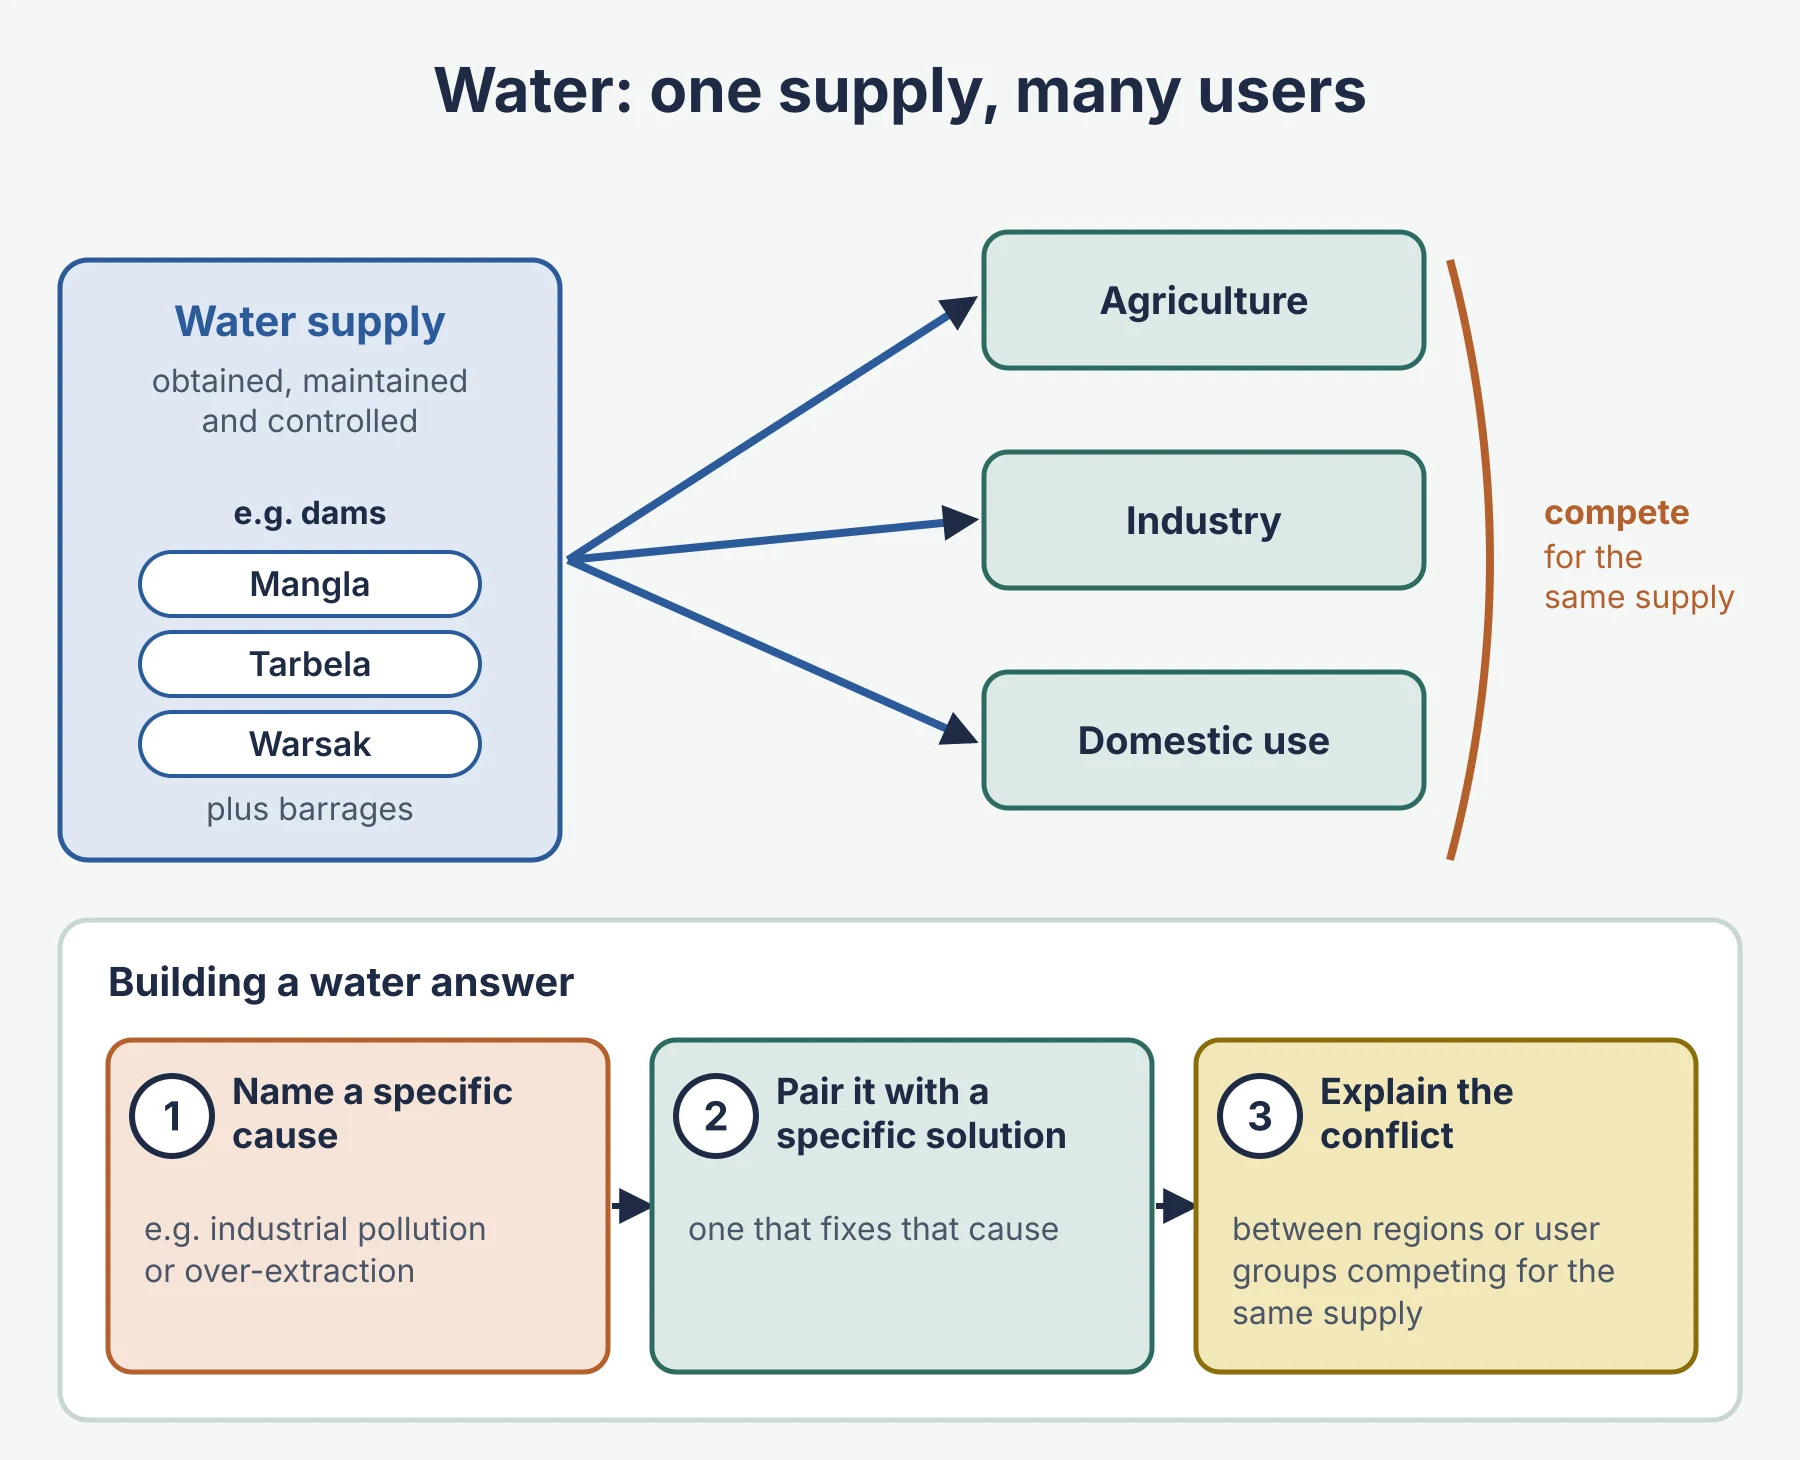 Water: one supply, many users
Water supply
obtained, maintained
and controlled
e.g. dams
Mangla
Tarbela
Warsak
plus barrages
Agriculture
Industry
Domestic use
compete
for the
same supply
Building a water answer
1
Name a specific
cause
e.g. industrial pollution
or over-extraction
2
Pair it with a
specific solution
one that fixes that cause
3
Explain the
conflict
between regions or user
groups competing for the
same supply